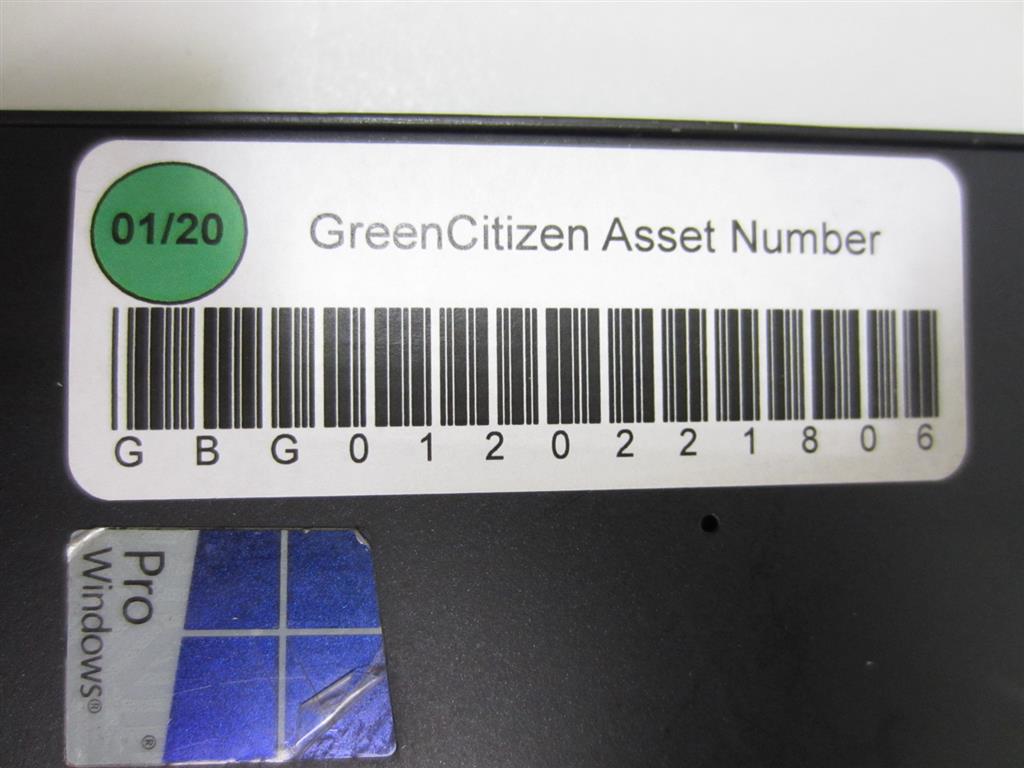 01/20
GreenCitizen Asset Number
GBG0120221806
Windows®
Pro
®